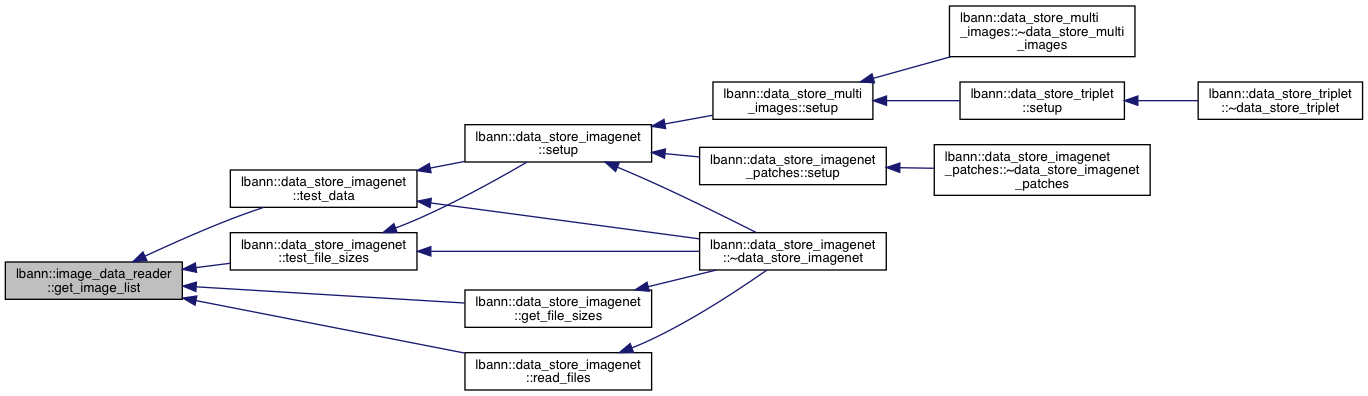 lbann::image_data_reader
::get_image_list
lbann::data_store_imagenet
::test_data
lbann::data_store_imagenet
::test_file_sizes
lbann::data_store_imagenet
::setup
lbann::data_store_imagenet
::get_file_sizes
lbann::data_store_imagenet
::read_files
lbann::data_store_multi
_images::setup
lbann::data_store_imagenet
_patches::setup
lbann::data_store_imagenet
::~data_store_imagenet
lbann::data_store_multi
_images::~data_store_multi
_images
lbann::data_store_triplet
::setup
lbann::data_store_imagenet
_patches::~data_store_imagenet
_patches
lbann::data_store_triplet
::~data_store_triplet